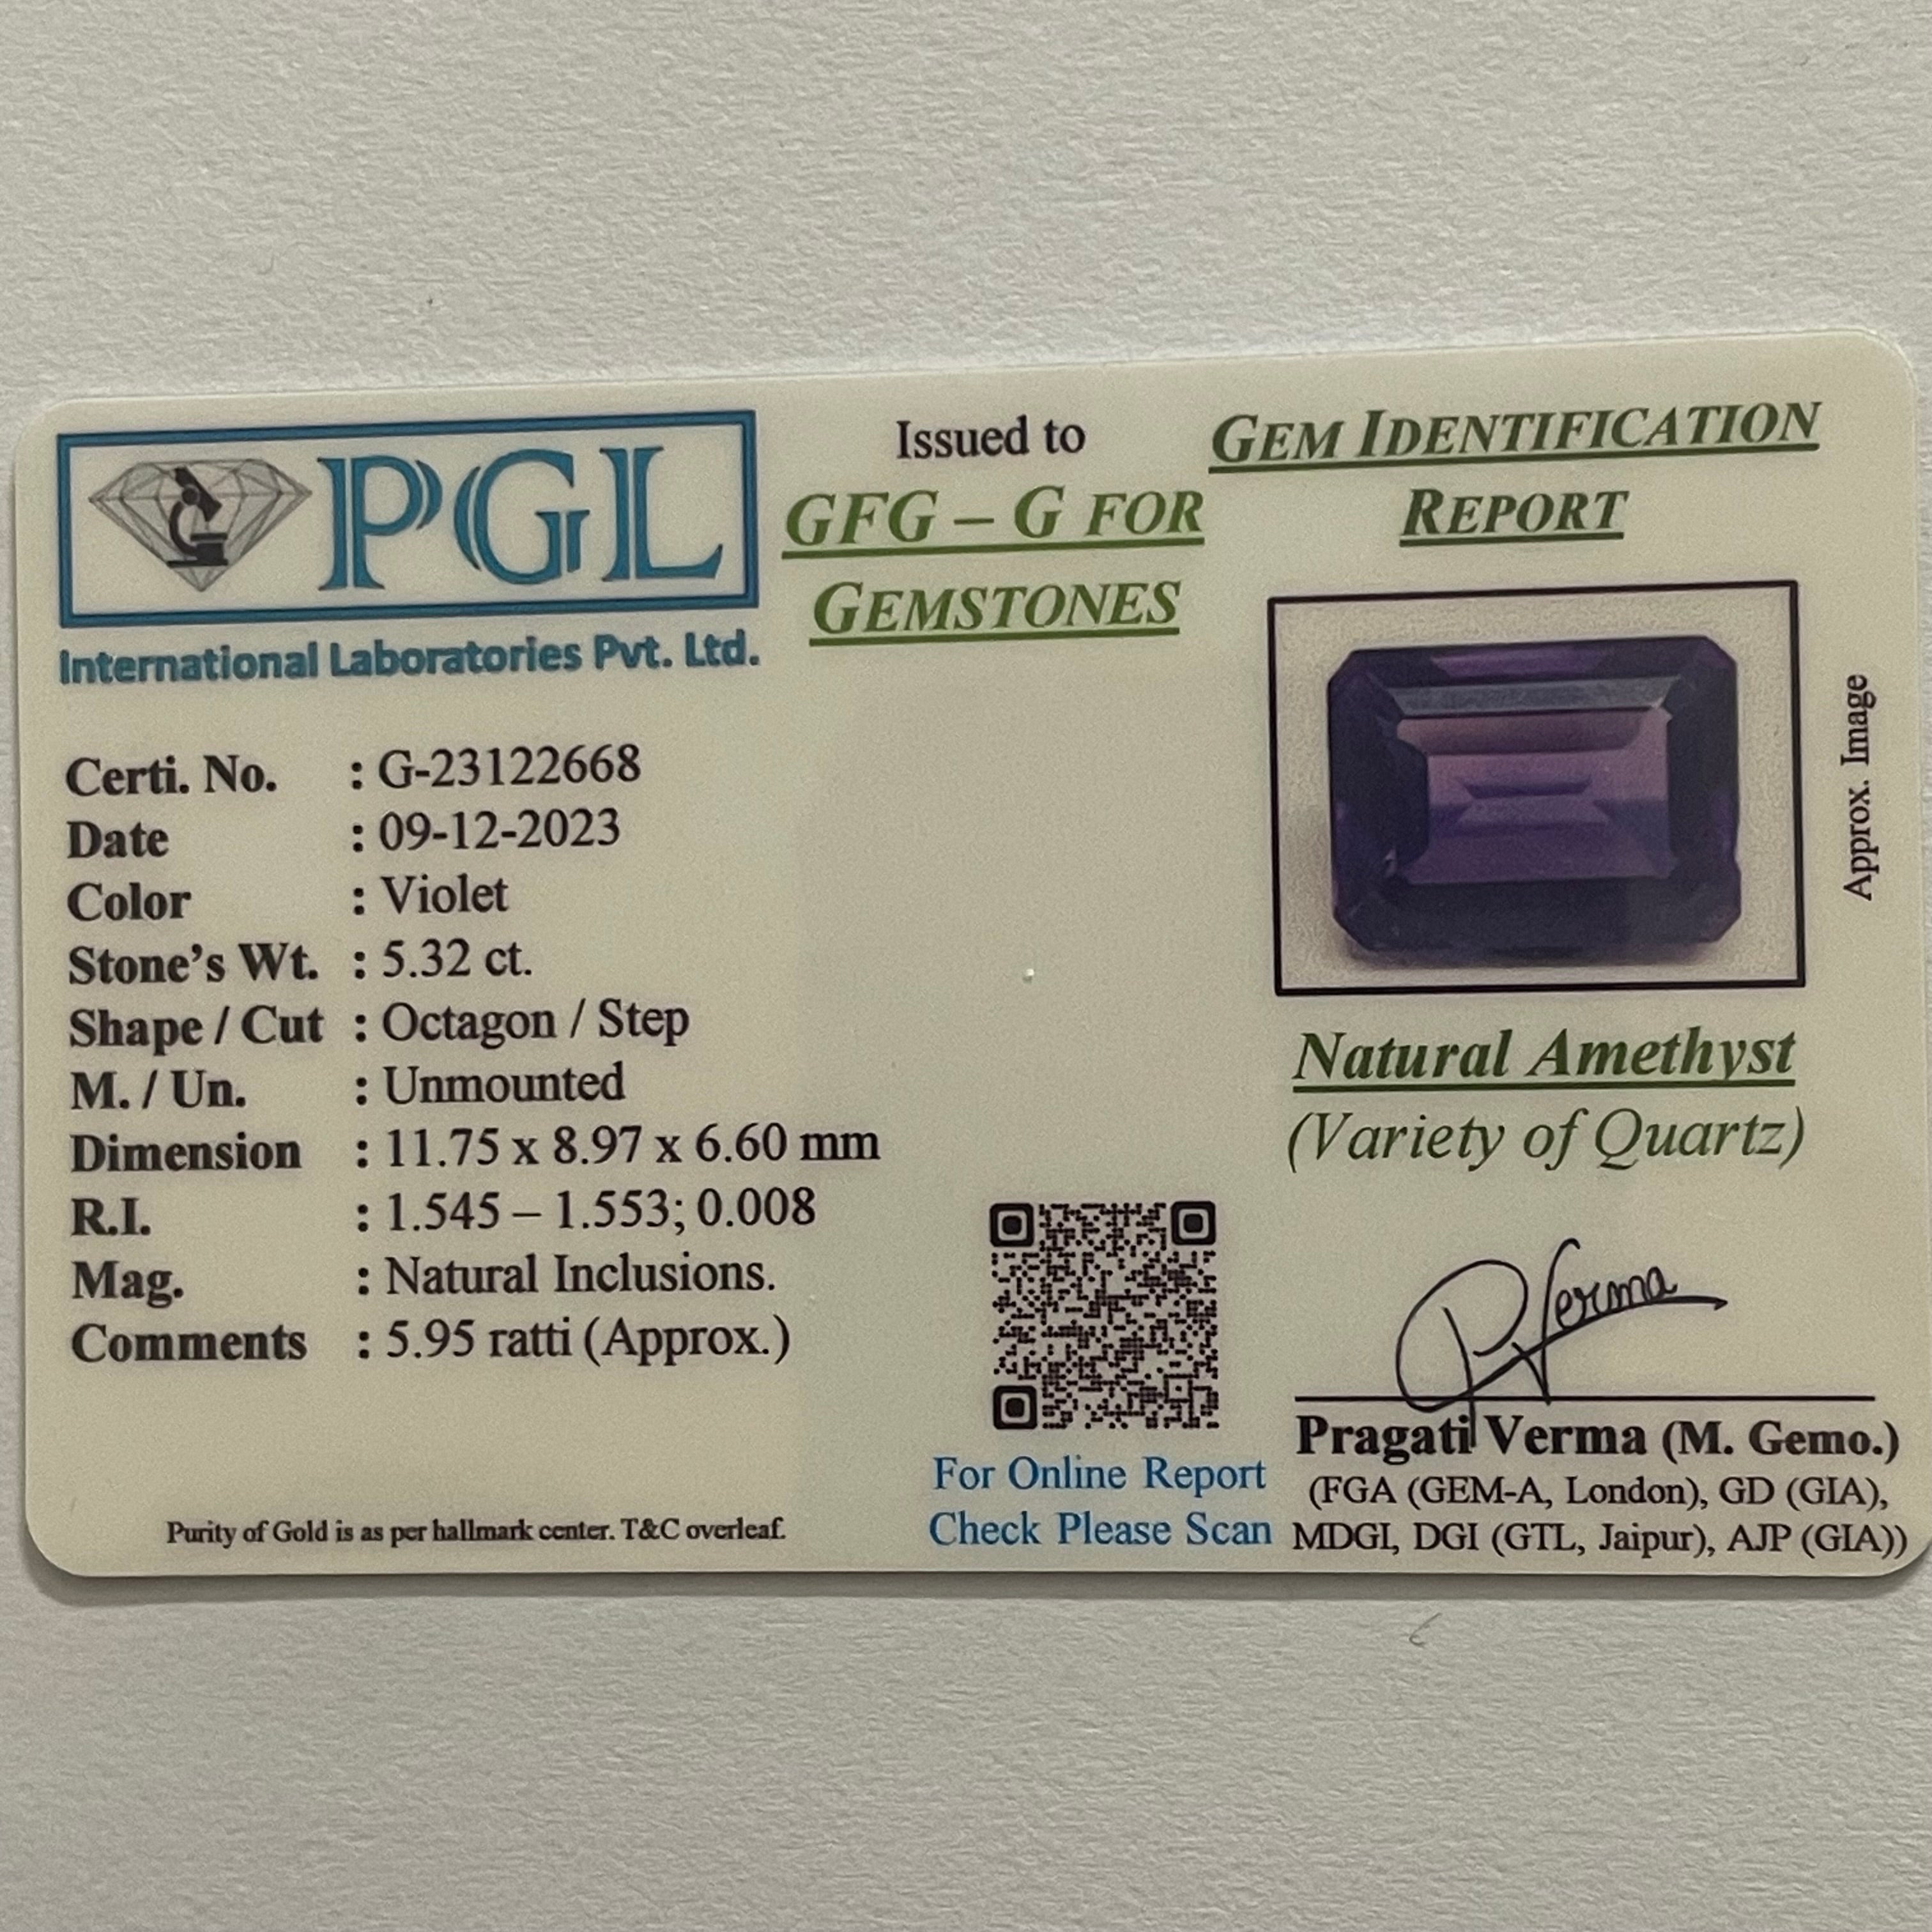 PGL
International Laboratories Pvt. Ltd.
Issued to
GFG – G FOR
GEMSTONES
GEM IDENTIFICATION
REPORT
Certi. No. : G-23122668
Date : 09-12-2023
Color : Violet
Stone’s Wt. : 5.32 ct.
Shape / Cut : Octagon / Step
M. / Un. : Unmounted
Dimension : 11.75 x 8.97 x 6.60 mm
R.I. : 1.545 – 1.553; 0.008
Mag. : Natural Inclusions.
Comments : 5.95 ratti (Approx.)
Purity of Gold is as per hallmark center. T&C overleaf.
For Online Report
Check Please Scan
Approx. Image
Natural Amethyst
(Variety of Quartz)
PVerma
Pragati Verma (M. Gemo.)
(FGA (GEM-A, London), GD (GIA),
MDGI, DGI (GTL, Jaipur), AJP (GIA))